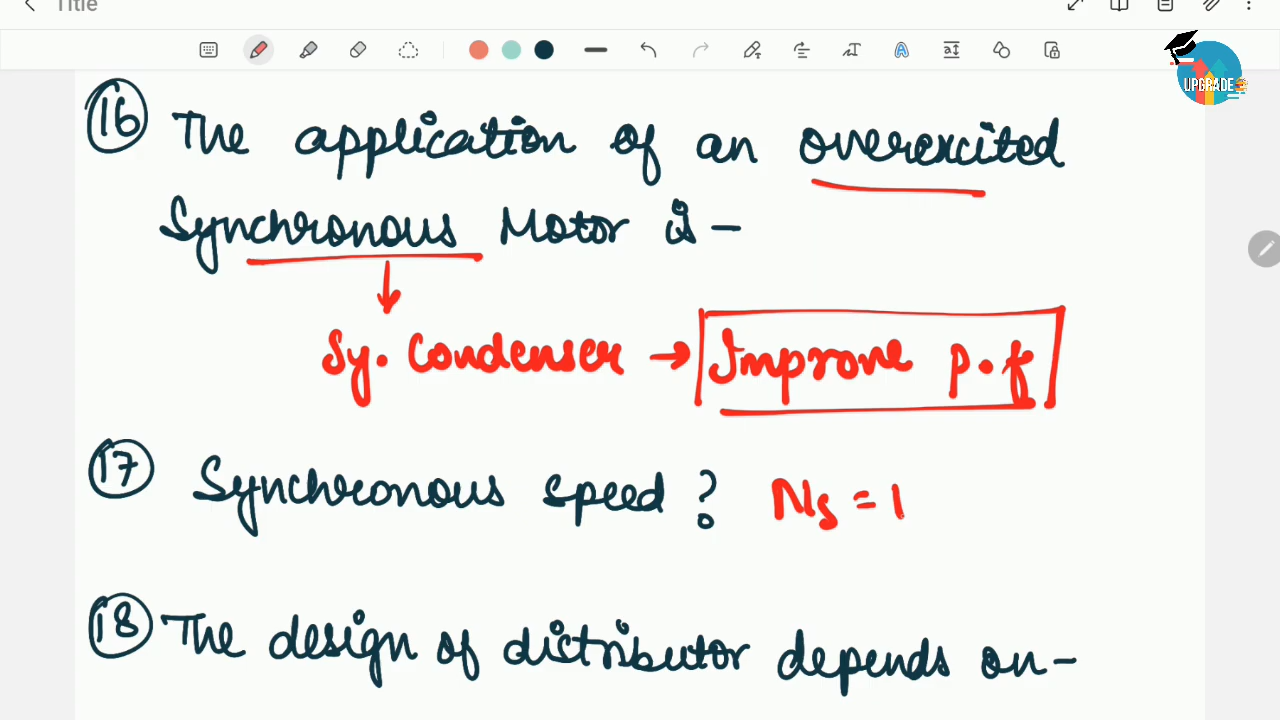 Title
UPGRADE
16 The application of an overexcited
Synchronous Motor is -
Sy. Condenser → Improve p.f
17 Synchronous speed ? Ns = 1
18 The design of distributor depends on -